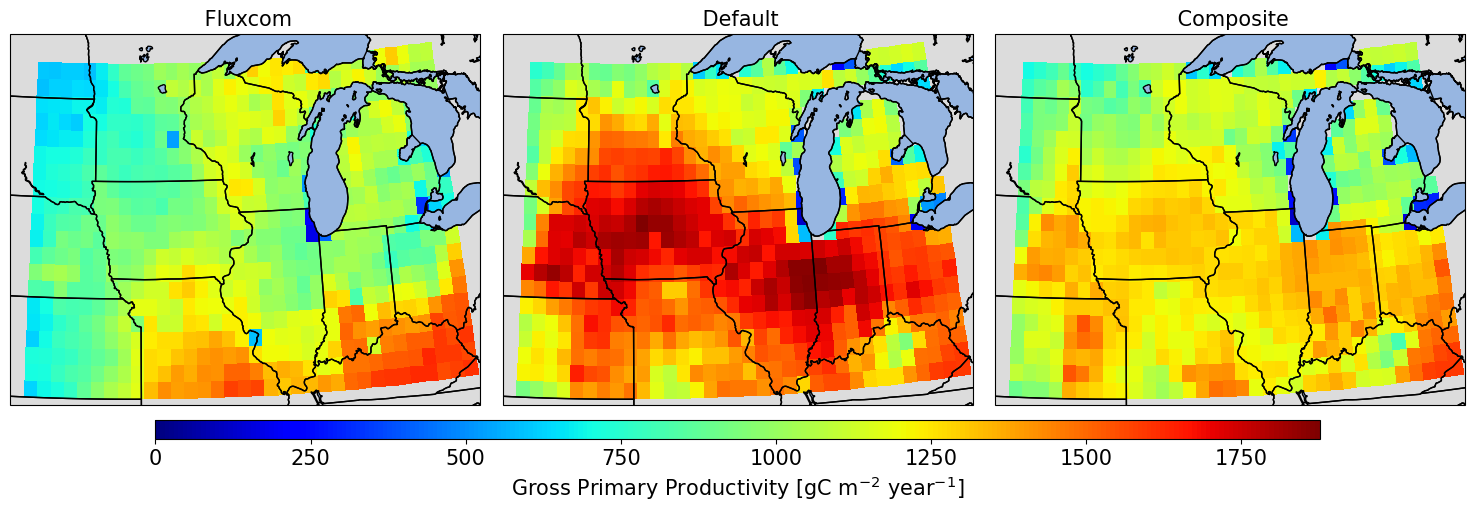 Fluxcom Default Composite
0 250 500 750 1000 1250 1500 1750
Gross Primary Productivity [gC m⁻² year⁻¹]